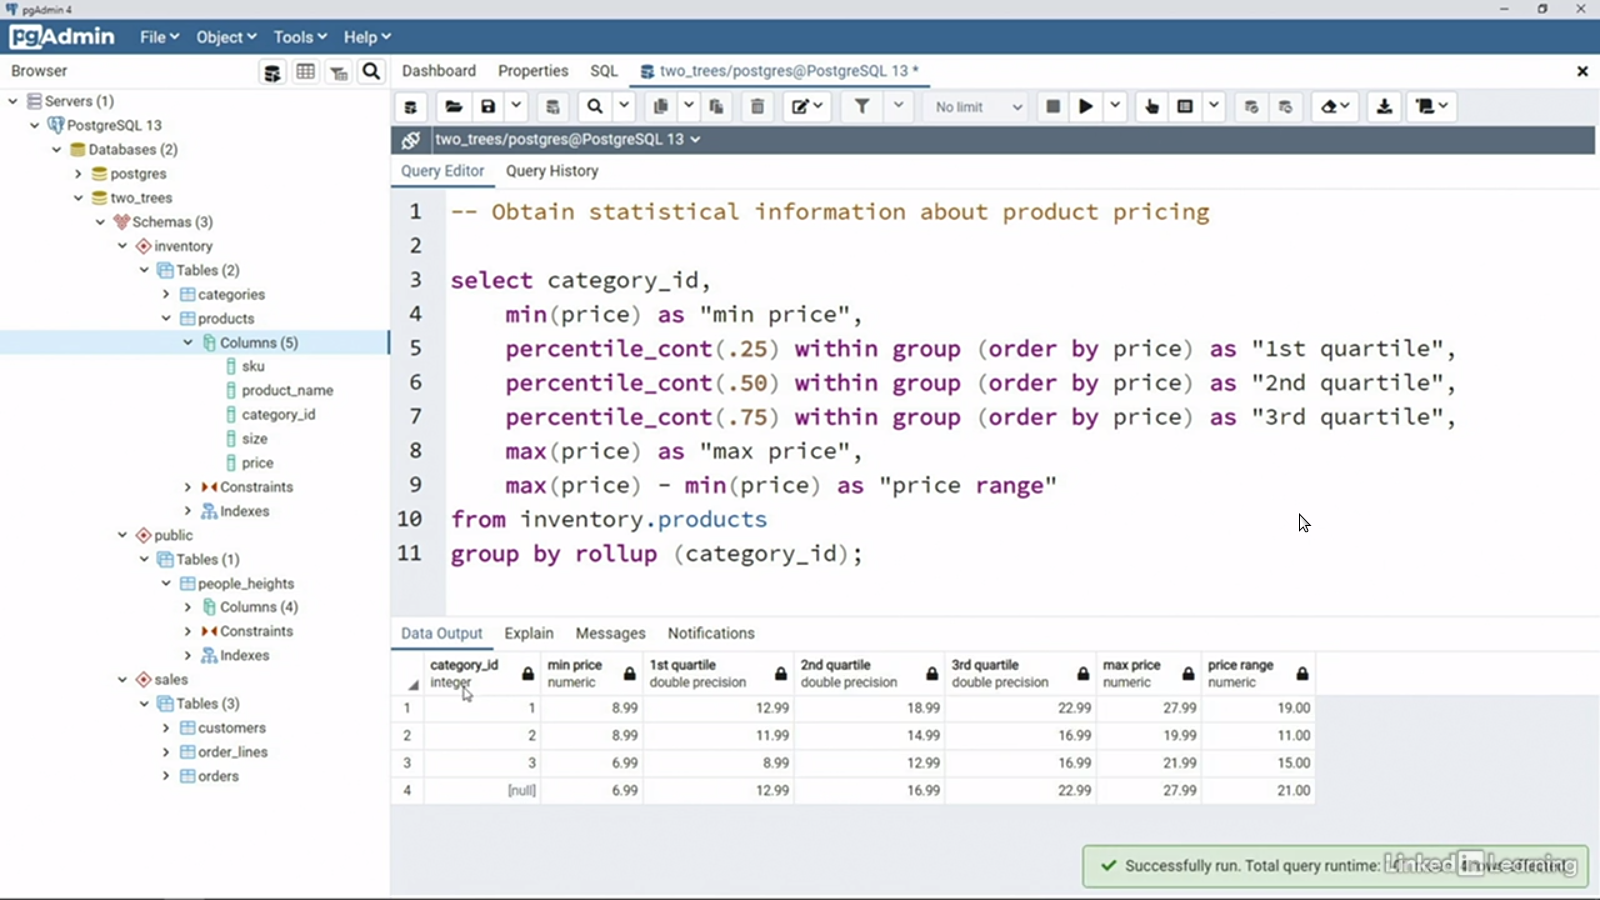 pgAdmin 4
pgAdmin File Object Tools Help
Browser
Dashboard Properties SQL two_trees/postgres@PostgreSQL 13 *
Servers (1)
PostgreSQL 13
Databases (2)
postgres
two_trees
Schemas (3)
inventory
Tables (2)
categories
products
Columns (5)
sku
product_name
category_id
size
price
Constraints
Indexes
public
Tables (1)
people_heights
Columns (4)
Constraints
Indexes
sales
Tables (3)
customers
order_lines
orders
No limit
two_trees/postgres@PostgreSQL 13
Query Editor Query History
1 -- Obtain statistical information about product pricing
2
3 select category_id,
4 min(price) as "min price",
5 percentile_cont(.25) within group (order by price) as "1st quartile",
6 percentile_cont(.50) within group (order by price) as "2nd quartile",
7 percentile_cont(.75) within group (order by price) as "3rd quartile",
8 max(price) as "max price",
9 max(price) - min(price) as "price range"
10 from inventory.products
11 group by rollup (category_id);
Data Output Explain Messages Notifications
category_id min price 1st quartile 2nd quartile 3rd quartile max price price range
integer numeric double precision double precision double precision numeric numeric
1 1 8.99 12.99 18.99 22.99 27.99 19.00
2 2 8.99 11.99 14.99 16.99 19.99 11.00
3 3 6.99 8.99 12.99 16.99 21.99 15.00
4 [null] 6.99 12.99 16.99 22.99 27.99 21.00
Successfully run. Total query runtime:
LinkedIn Learning